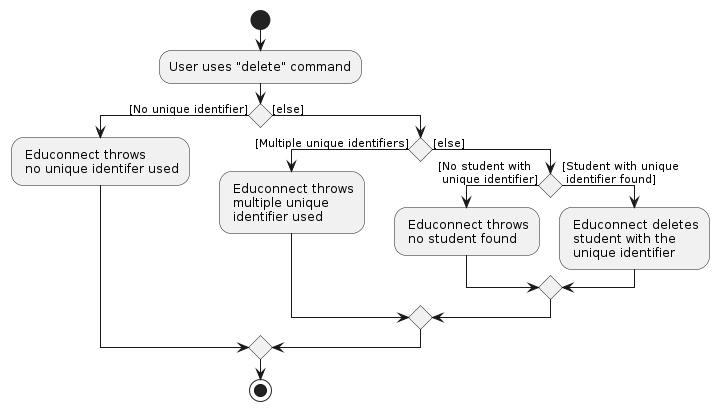 User uses "delete" command
[No unique identifier]
[else]
Educonnect throws
no unique identifer used
[Multiple unique identifiers]
[else]
Educonnect throws
multiple unique
identifier used
[No student with
unique identifier]
[Student with unique
identifier found]
Educonnect throws
no student found
Educonnect deletes
student with the
unique identifier